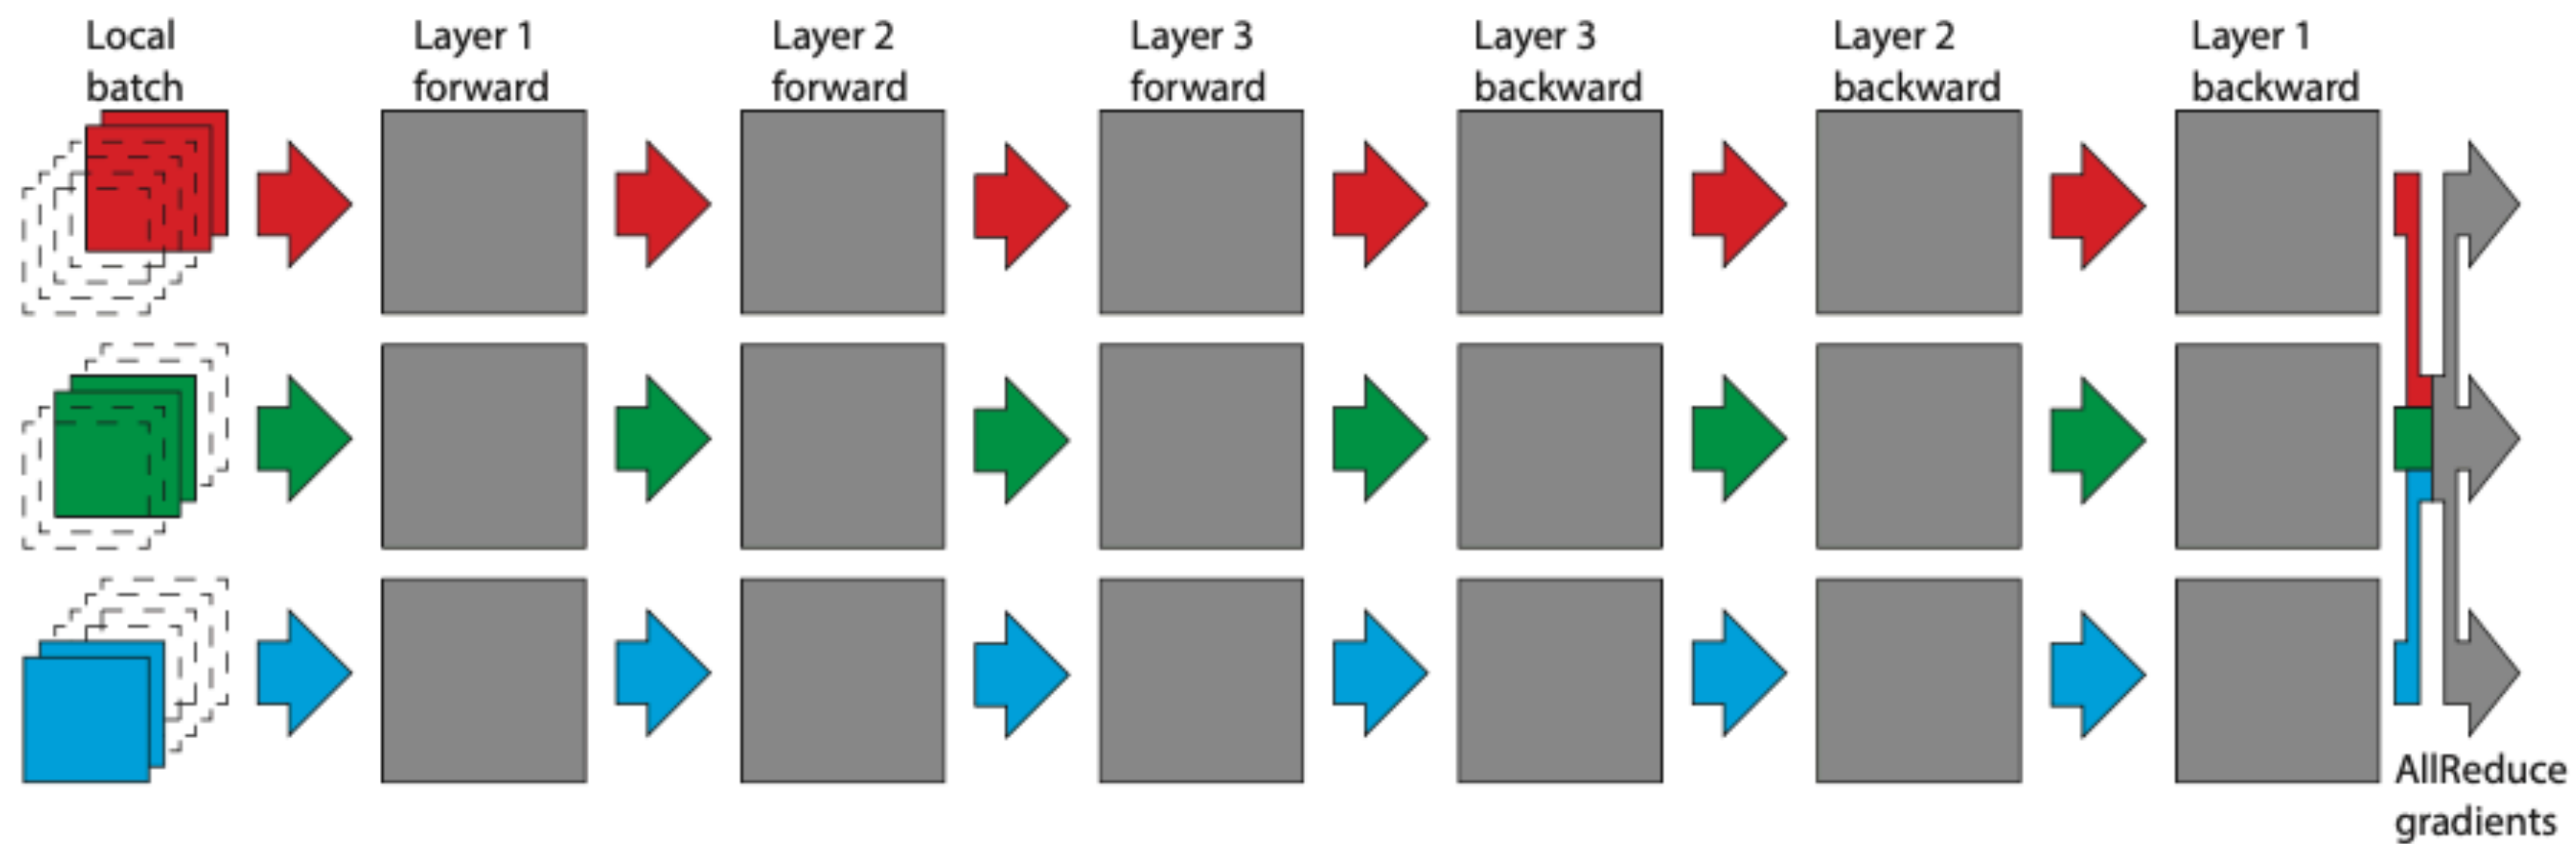 Local
batch
Layer 1
forward
Layer 2
forward
Layer 3
forward
Layer 3
backward
Layer 2
backward
Layer 1
backward
AllReduce
gradients